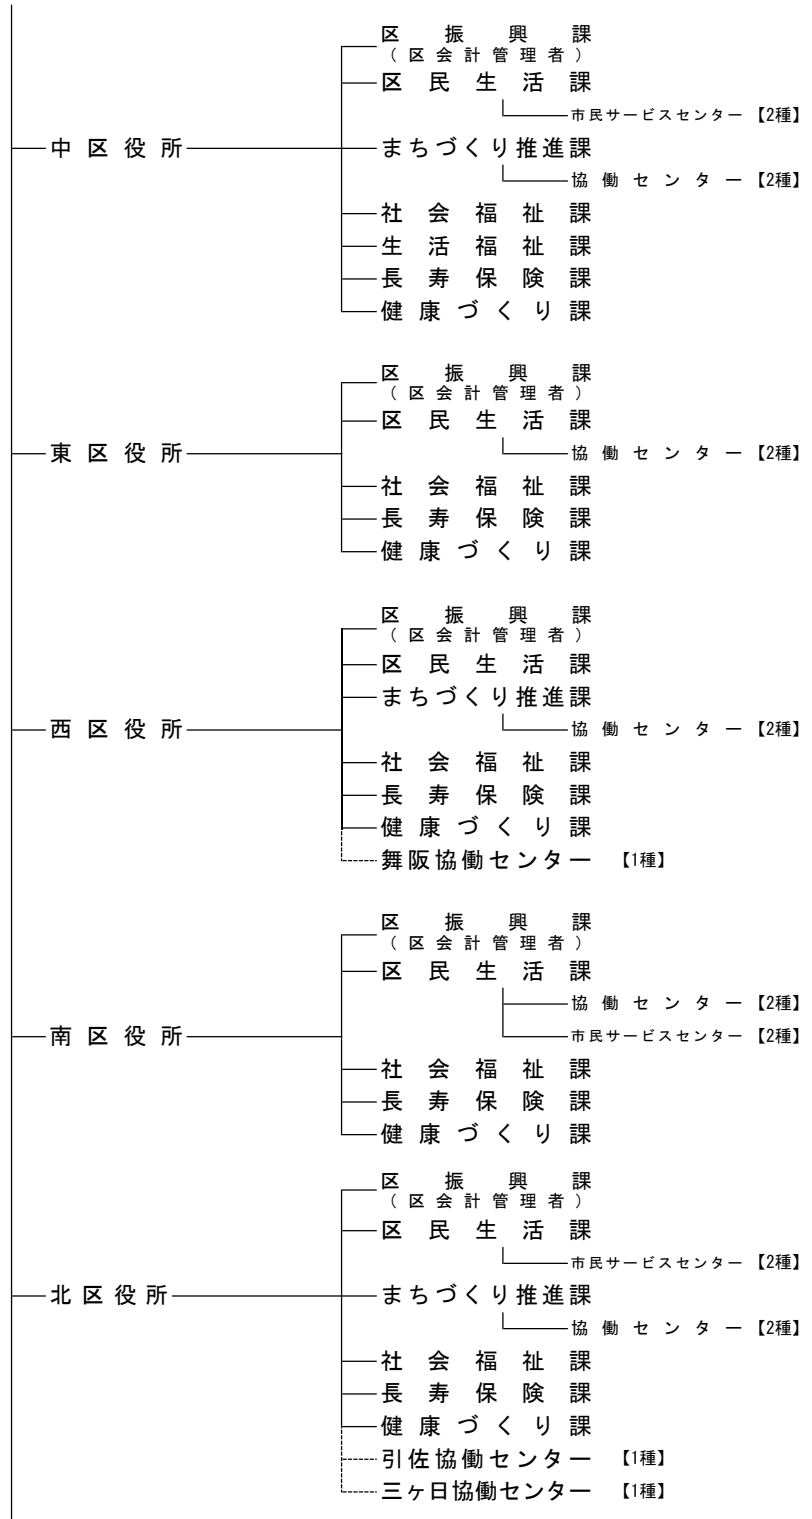 区振興課
（区会計管理者）
区民生活課
市民サービスセンター【2種】
中区役所
まちづくり推進課
協働センター【2種】
社会福祉課
生活福祉課
長寿保険課
健康づくり課
区振興課
（区会計管理者）
区民生活課
東区役所
協働センター【2種】
社会福祉課
長寿保険課
健康づくり課
区振興課
（区会計管理者）
区民生活課
まちづくり推進課
西区役所
協働センター【2種】
社会福祉課
長寿保険課
健康づくり課
舞阪協働センター 【1種】
区振興課
（区会計管理者）
区民生活課
協働センター【2種】
南区役所
市民サービスセンター【2種】
社会福祉課
長寿保険課
健康づくり課
区振興課
（区会計管理者）
区民生活課
市民サービスセンター【2種】
北区役所
まちづくり推進課
協働センター【2種】
社会福祉課
長寿保険課
健康づくり課
引佐協働センター 【1種】
三ヶ日協働センター 【1種】